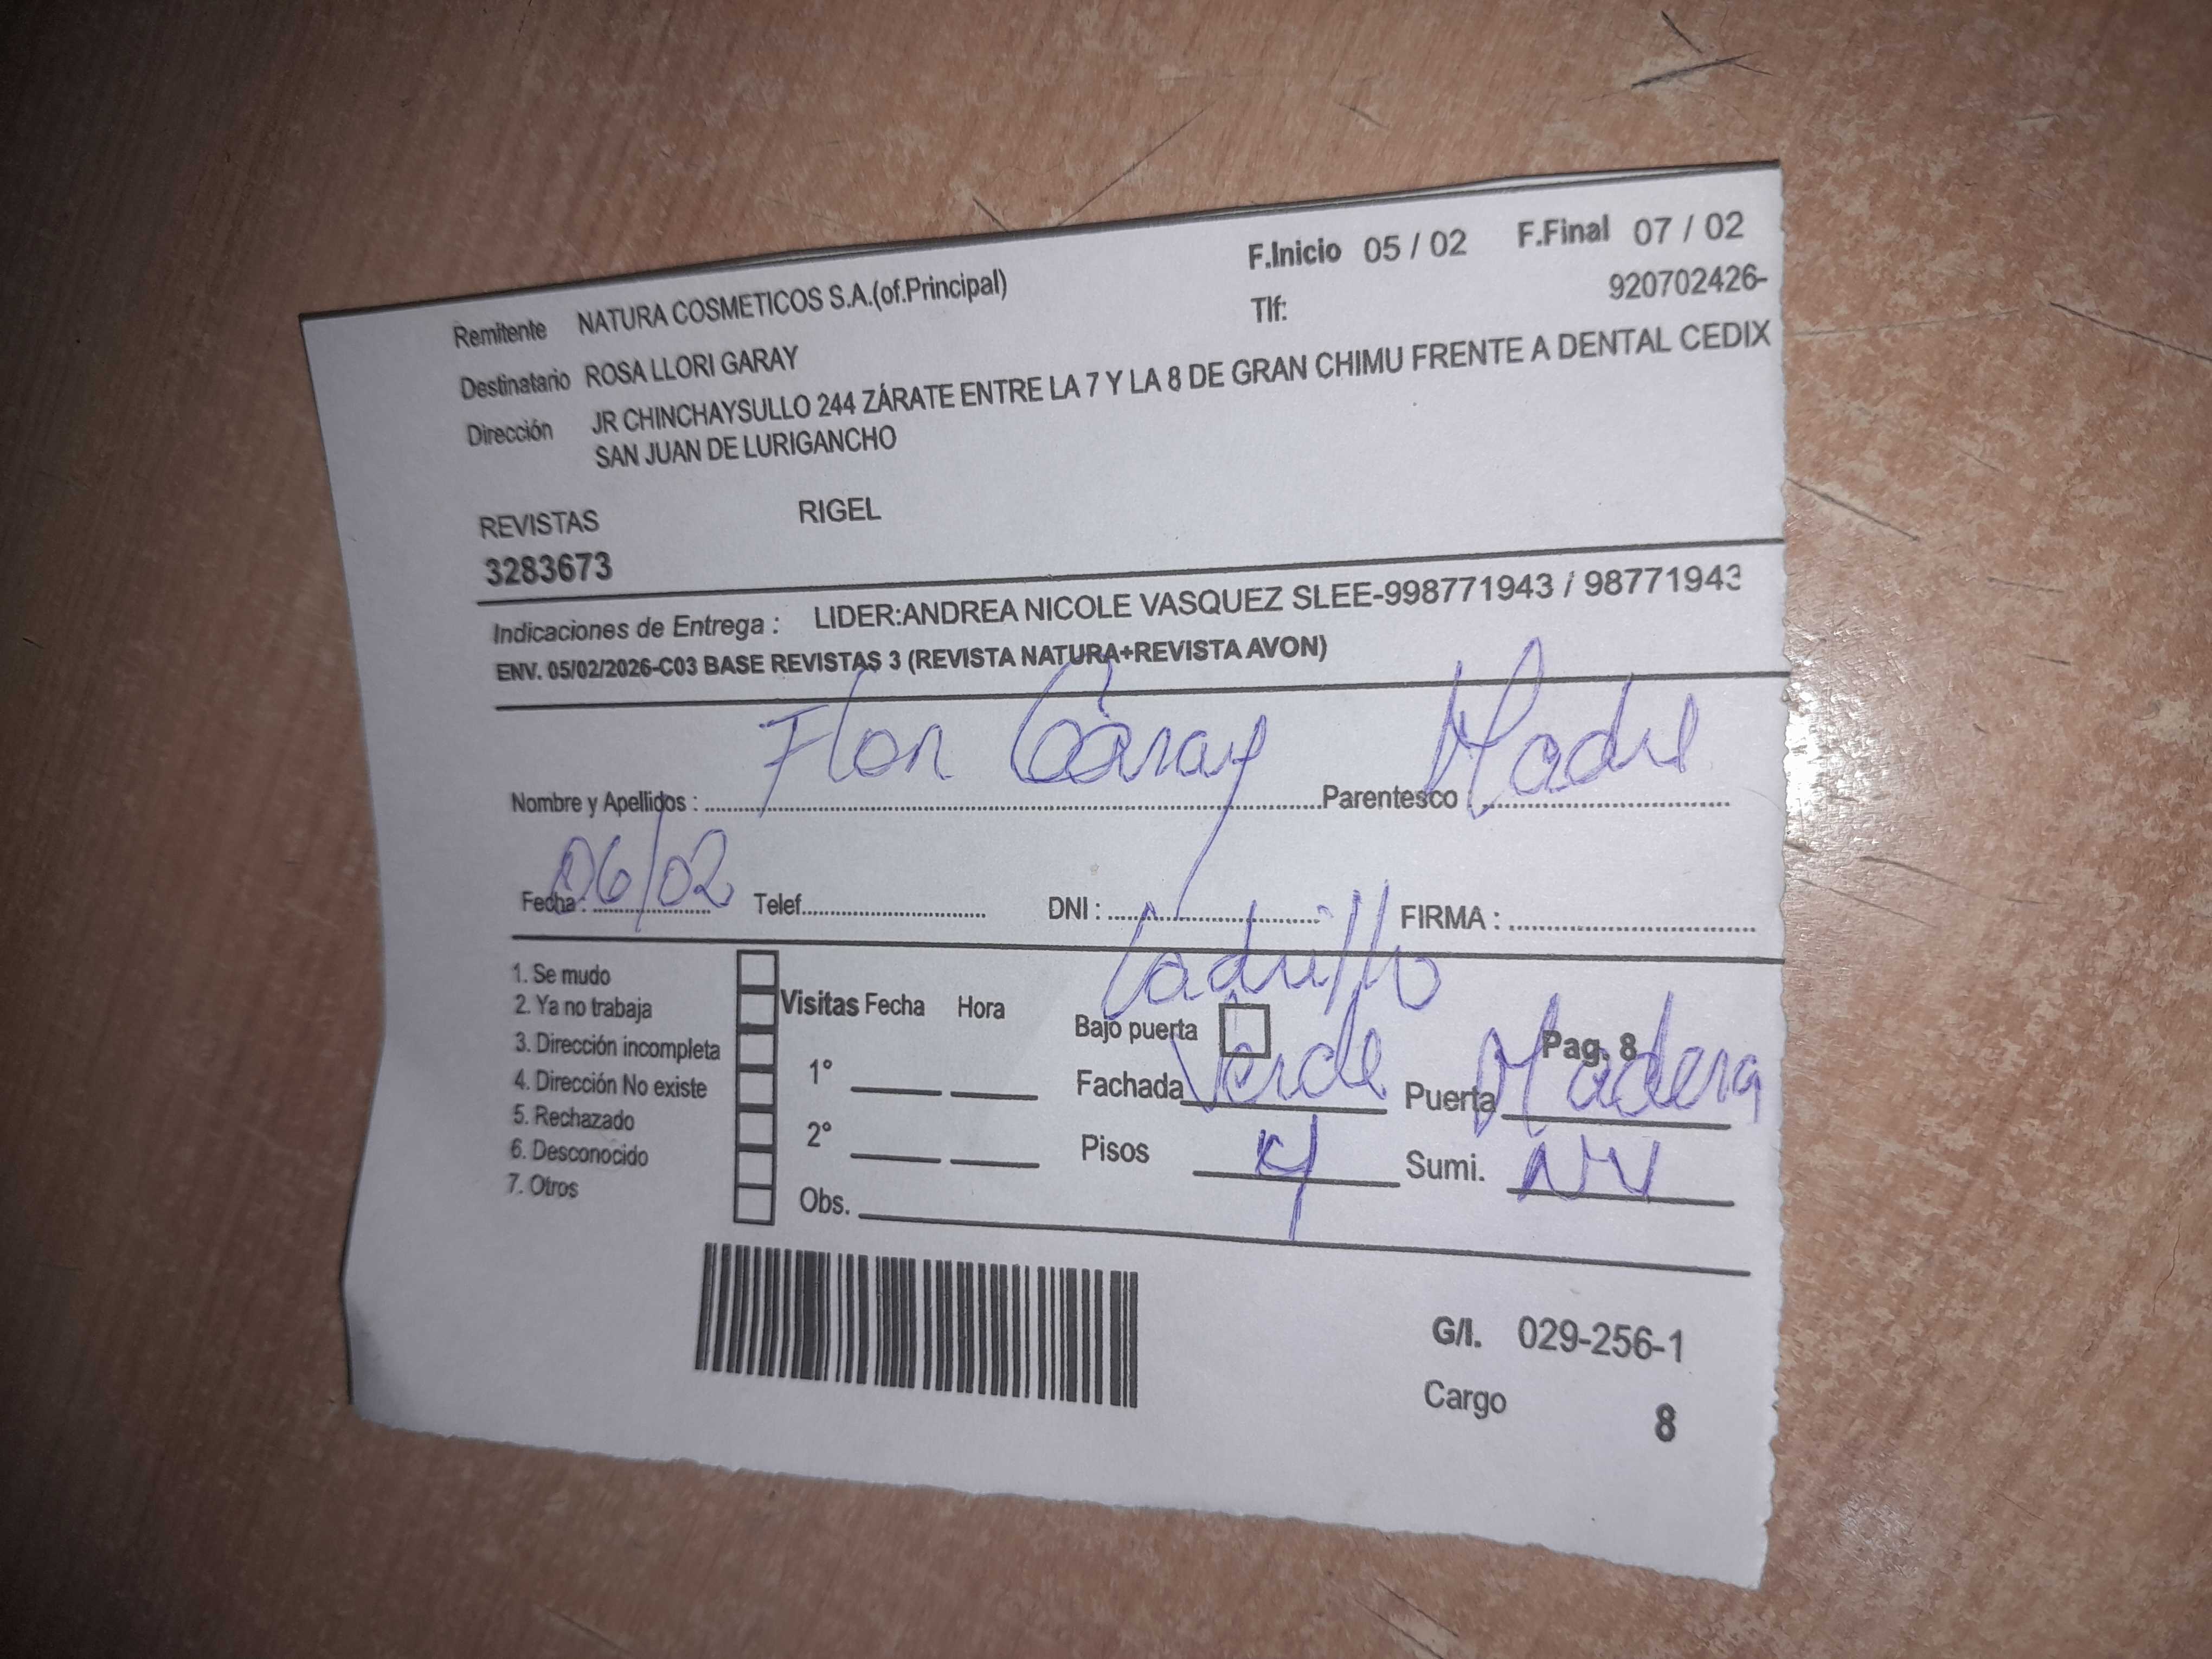 F.Inicio 05 / 02 F.Final 07 / 02
Remitente NATURA COSMETICOS S.A.(of.Principal) Tlf: 920702426-
Destinatario ROSA LLORI GARAY
Dirección JR CHINCHAYSULLO 244 ZÁRATE ENTRE LA 7 Y LA 8 DE GRAN CHIMU FRENTE A DENTAL CEDIX
SAN JUAN DE LURIGANCHO
REVISTAS RIGEL
3283673
Indicaciones de Entrega : LIDER:ANDREA NICOLE VASQUEZ SLEE-998771943 / 98771943
ENV. 05/02/2026-C03 BASE REVISTAS 3 (REVISTA NATURA+REVISTA AVON)
Nombre y Apellidos : Flor Garay Parentesco Madre
Fecha : 06/02 Telef. DNI : FIRMA :
Ladrillo
1. Se mudo
2. Ya no trabaja
3. Dirección incompleta
4. Dirección No existe
5. Rechazado
6. Desconocido
7. Otros
Visitas Fecha Hora
1°
2°
Obs.
Bajo puerta Pag. 8
Fachada Verde Puerta Madera
Pisos 4 Sumi. NV
G/I. 029-256-1
Cargo 8